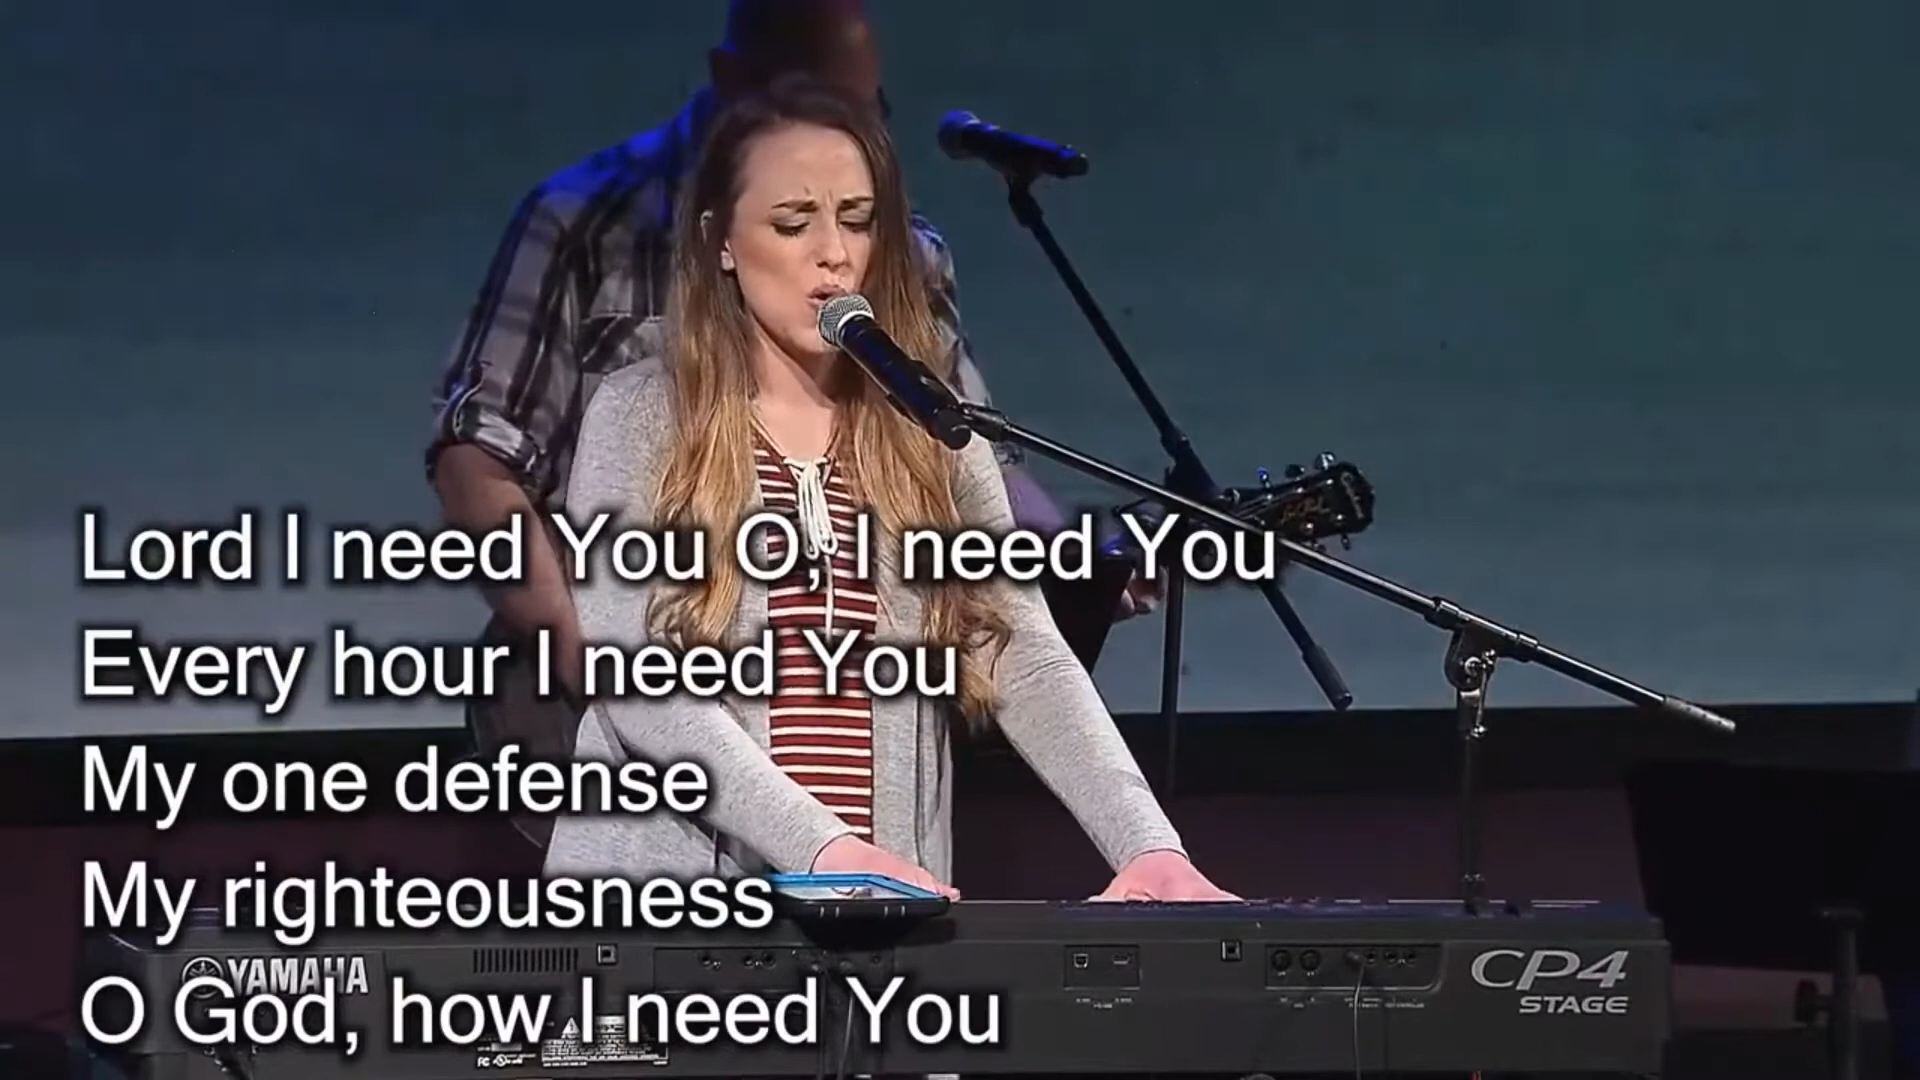 Lord I need You O, I need You
Every hour I need You
My one defense
My righteousness
O God, how I need You
YAMAHA
CP4
STAGE